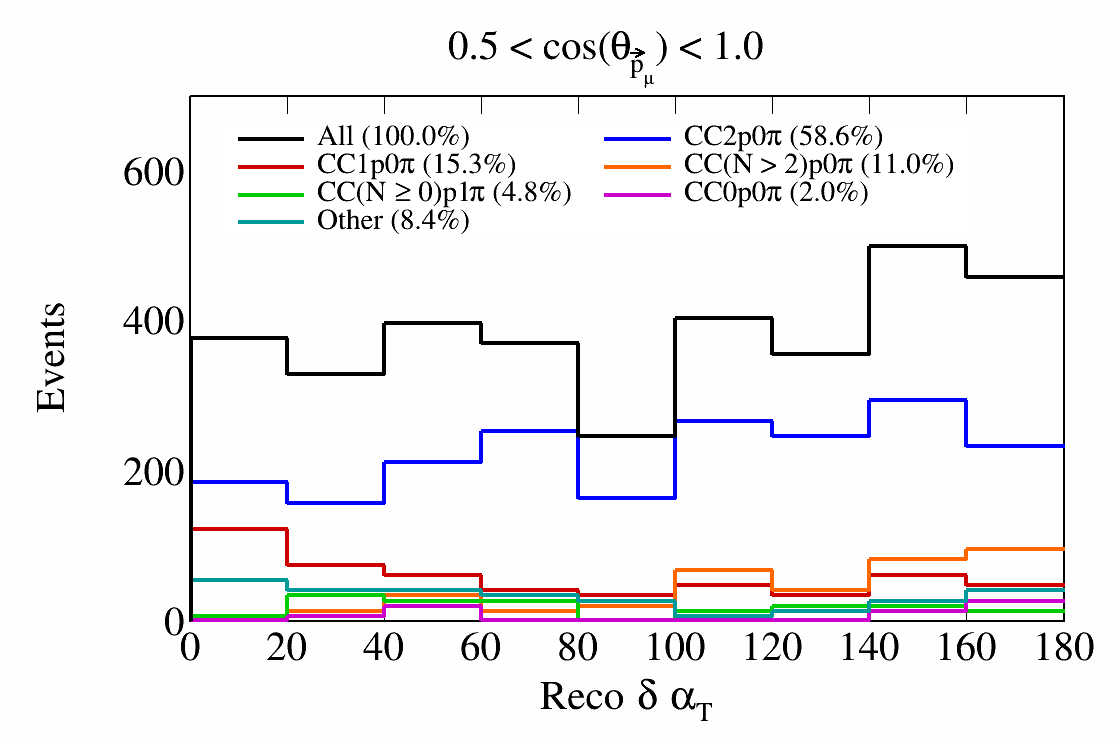 0.5 < cos(θ_p⃗_μ) < 1.0
All (100.0%)
CC2p0π (58.6%)
CC1p0π (15.3%)
CC(N > 2)p0π (11.0%)
CC(N ≥ 0)p1π (4.8%)
CC0p0π (2.0%)
Other (8.4%)
600
400
200
0
Events
0 20 40 60 80 100 120 140 160 180
Reco δ α_T